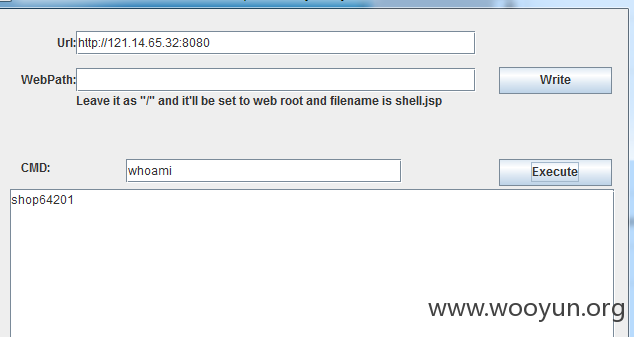 Url: http://121.14.65.32:8080
WebPath:
Write
Leave it as "/" and it'll be set to web root and filename is shell.jsp
CMD: whoami Execute
shop64201
www.wooyun.org